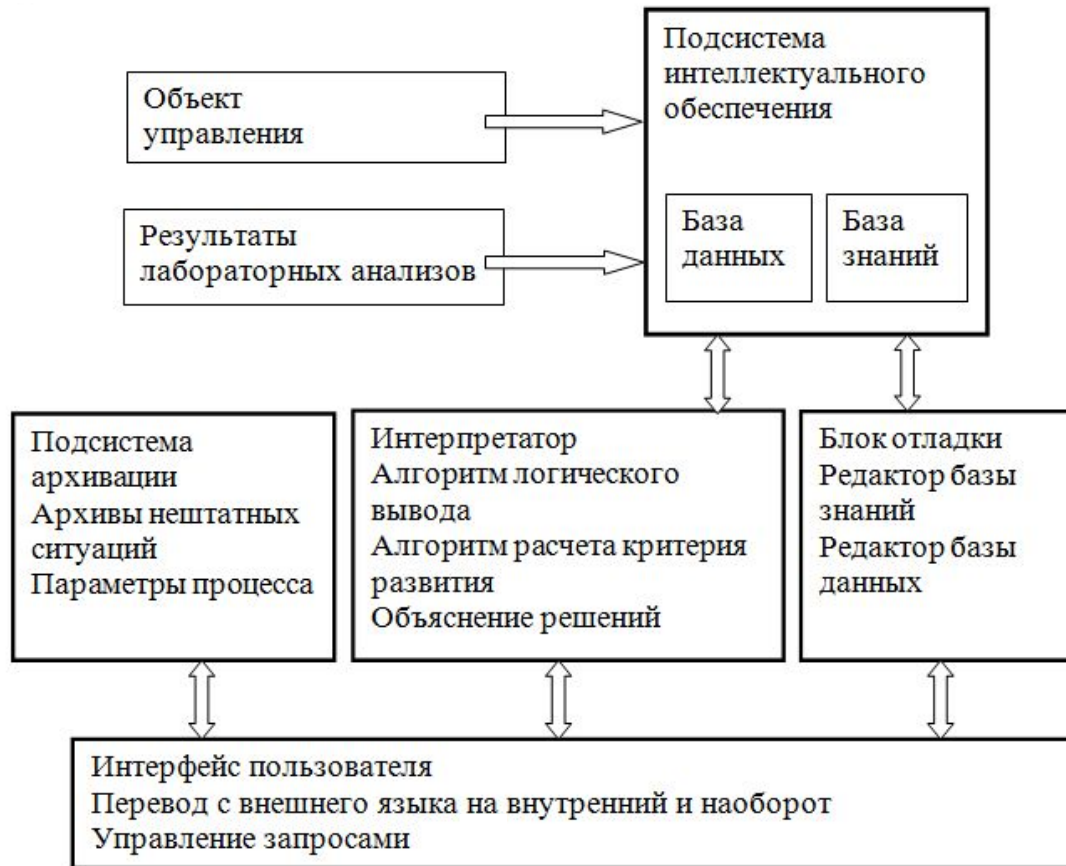 Подсистема
интеллектуального
обеспечения
Объект
управления
База
данных
База
знаний
Результаты
лабораторных анализов
Подсистема
архивации
Архивы нештатных
ситуаций
Параметры процесса
Интерпретатор
Алгоритм логического
вывода
Алгоритм расчета критерия
развития
Объяснение решений
Блок отладки
Редактор базы
знаний
Редактор базы
данных
Интерфейс пользователя
Перевод с внешнего языка на внутренний и наоборот
Управление запросами